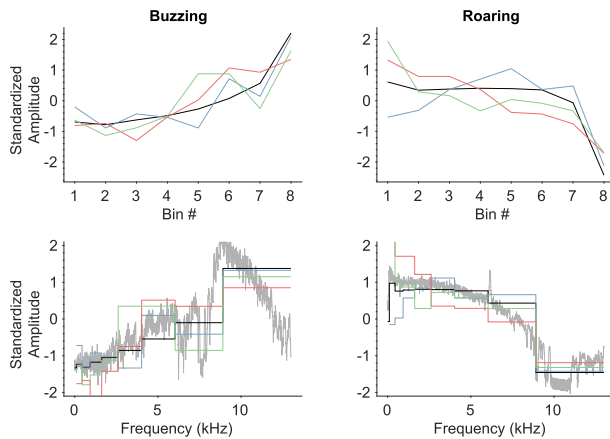 Buzzing
Roaring
Standardized
Amplitude
2
1
0
-1
-2
1 2 3 4 5 6 7 8
Bin #
2
1
0
-1
-2
1 2 3 4 5 6 7 8
Bin #
Standardized
Amplitude
2
1
0
-1
-2
0 5 10
Frequency (kHz)
2
1
0
-1
-2
0 5 10
Frequency (kHz)